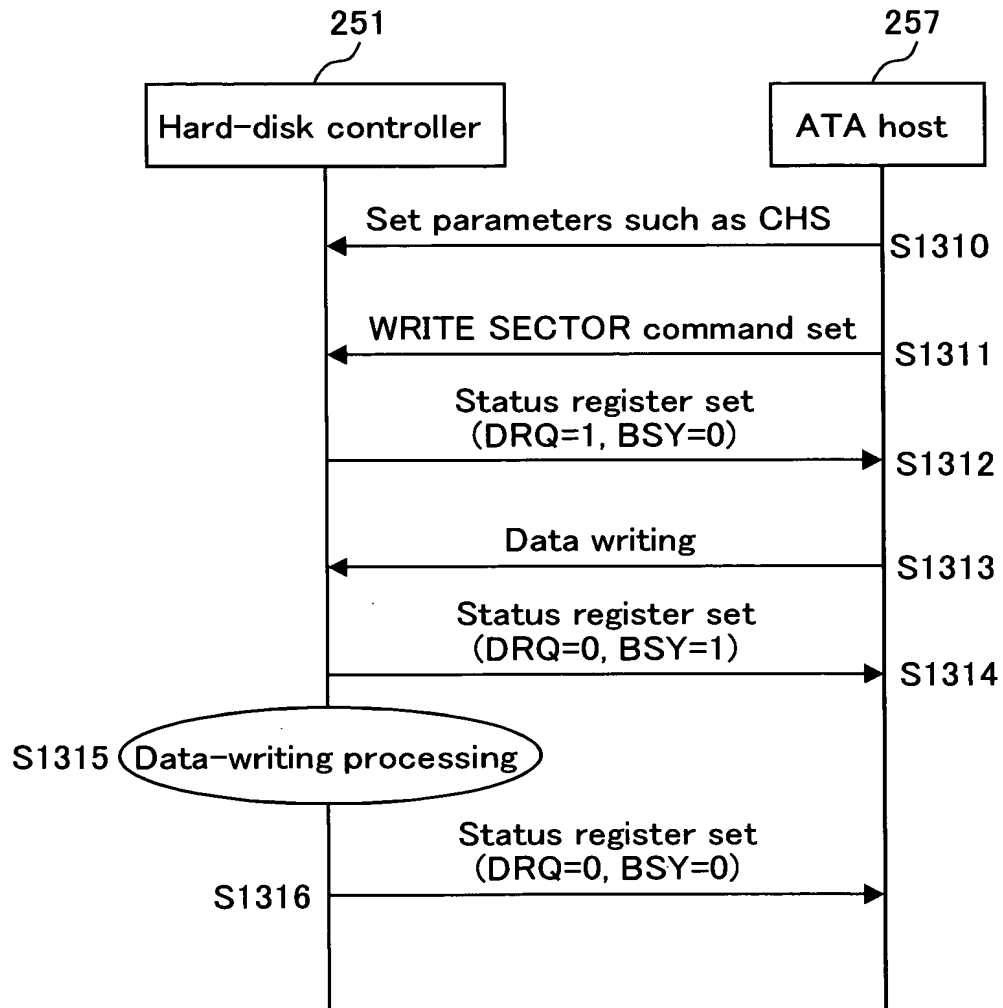 251
257
Hard-disk controller
ATA host
Set parameters such as CHS
S1310
WRITE SECTOR command set
S1311
Status register set
(DRQ=1, BSY=0)
S1312
Data writing
S1313
Status register set
(DRQ=0, BSY=1)
S1314
S1315
Data-writing processing
Status register set
(DRQ=0, BSY=0)
S1316